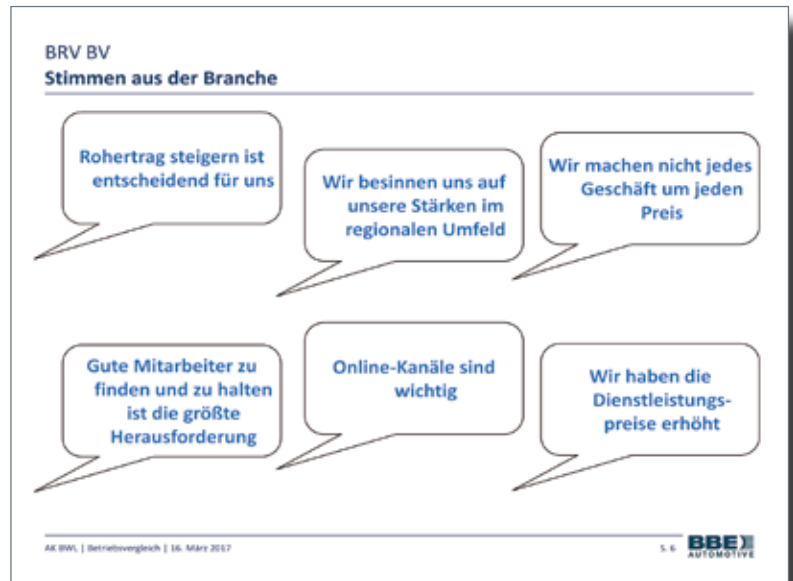 BRV BV
Stimmen aus der Branche
Rohertrag steigern ist
entscheidend für uns
Wir besinnen uns auf
unsere Stärken im
regionalen Umfeld
Wir machen nicht jedes
Geschäft um jeden
Preis
Gute Mitarbeiter zu
finden und zu halten
ist die größte
Herausforderung
Online-Kanäle sind
wichtig
Wir haben die
Dienstleistungs-
preise erhöht
AK BWL | Betriebsvergleich | 16. März 2017
S. 6
BBE
AUTOMOTIVE